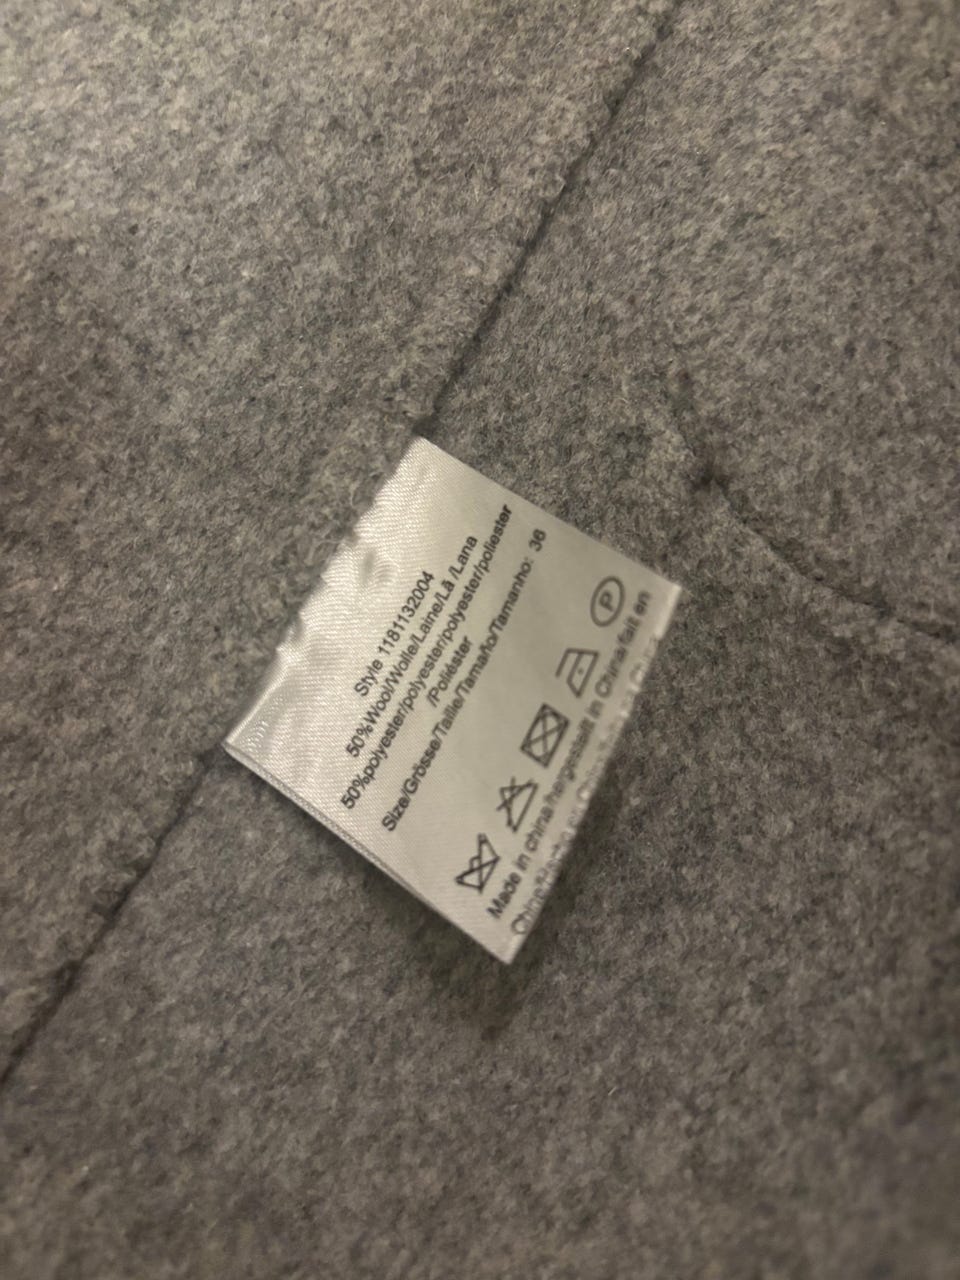 Style 1181132004
50%Wool/Wolle/Laine/Lã /Lana
50%polyester/polyester/polyester/poliester
/Poliéster
Size/Grösse/Taille/Tamaño/Tamanho: 36
P
Made in china/hergestellt in China/fait en